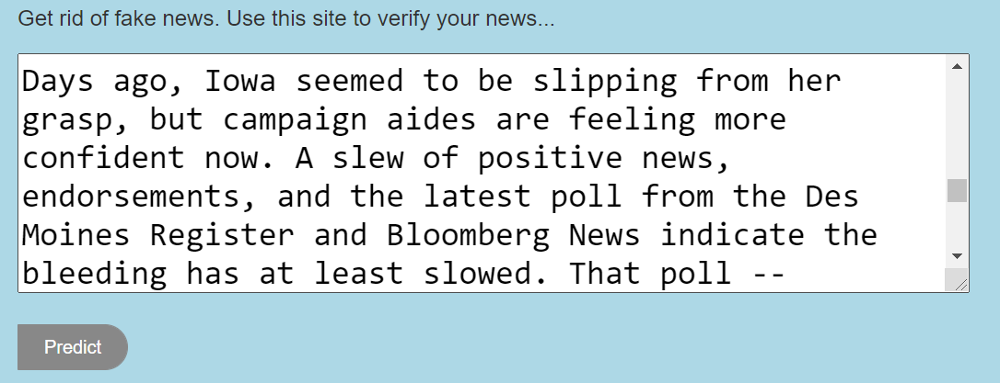 Get rid of fake news. Use this site to verify your news...
Days ago, Iowa seemed to be slipping from her
grasp, but campaign aides are feeling more
confident now. A slew of positive news,
endorsements, and the latest poll from the Des
Moines Register and Bloomberg News indicate the
bleeding has at least slowed. That poll --
Predict